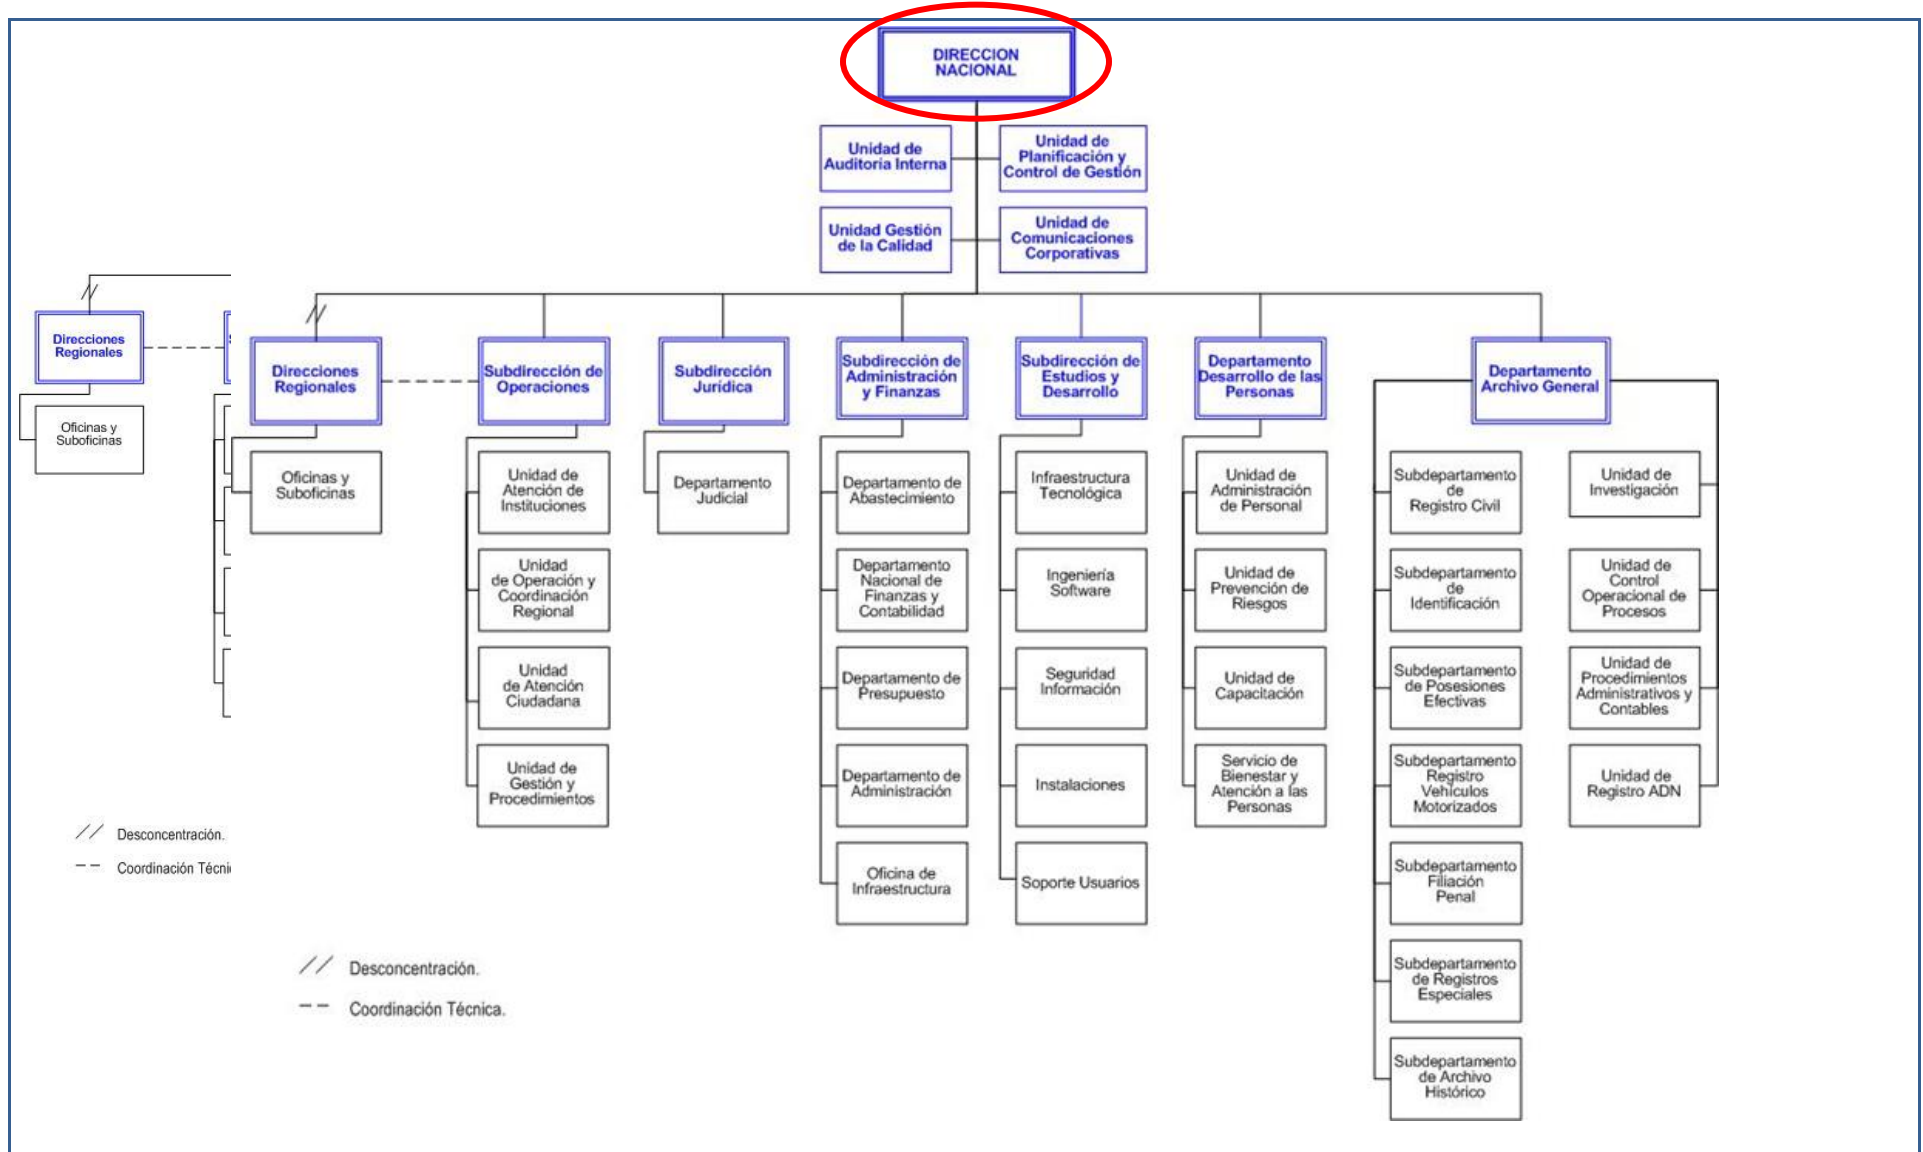 DIRECCION
NACIONAL
Unidad de
Auditoría Interna
Unidad de
Planificación y
Control de Gestión
Unidad Gestión
de la Calidad
Unidad de
Comunicaciones
Corporativas
Direcciones
Regionales
Oficinas y
Suboficinas
Direcciones
Regionales
Oficinas y
Suboficinas
Subdirección de
Operaciones
Unidad de
Atención de
Instituciones
Unidad
de Operación y
Coordinación
Regional
Unidad
de Atención
Ciudadana
Unidad de
Gestión y
Procedimientos
Subdirección
Jurídica
Departamento
Judicial
Subdirección de
Administración
y Finanzas
Departamento de
Abastecimiento
Departamento
Nacional de
Finanzas y
Contabilidad
Departamento de
Presupuesto
Departamento de
Administración
Oficina de
Infraestructura
Subdirección de
Estudios y
Desarrollo
Infraestructura
Tecnológica
Ingeniería
Software
Seguridad
Información
Instalaciones
Soporte Usuarios
Departamento
Desarrollo de las
Personas
Unidad de
Administración
de Personal
Unidad de
Prevención de
Riesgos
Unidad de
Capacitación
Servicio de
Bienestar y
Atención a las
Personas
Departamento
Archivo General
Subdepartamento
de
Registro Civil
Subdepartamento
de
Identificación
Subdepartamento
de Posesiones
Efectivas
Subdepartamento
Registro
Vehículos
Motorizados
Subdepartamento
Filiación
Penal
Subdepartamento
de Registros
Especiales
Subdepartamento
de Archivo
Histórico
Unidad de
Investigación
Unidad de
Control
Operacional de
Procesos
Unidad de
Procedimientos
Administrativos y
Contables
Unidad de
Registro ADN
// Desconcentración.
-- Coordinación
// Desconcentración.
-- Coordinación Técnica.